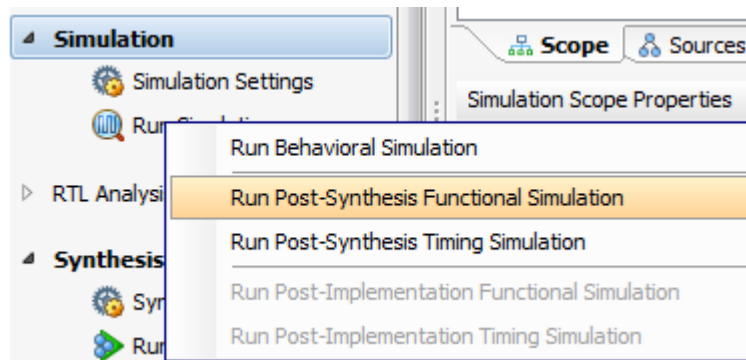 Simulation
Scope
Sources
Simulation Settings
Simulation Scope Properties
Run Behavioral Simulation
RTL
Run Post-Synthesis Functional Simulation
Run Post-Synthesis Timing Simulation
Synthesis
Run Post-Implementation Functional Simulation
Run Post-Implementation Timing Simulation